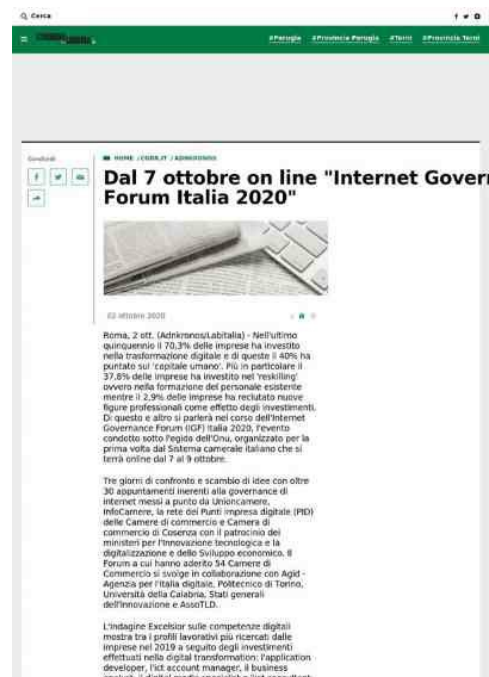 Cerca
#Perugia #Provincia Perugia #Terni #Provincia Terni
Condividi
HOME / CORR.IT / ADNKRONOS
Dal 7 ottobre on line "Internet Gover
Forum Italia 2020"
02 ottobre 2020
Roma, 2 ott. (Adnkronos/Labitalia) - Nell'ultimo
quinquennio il 70,3% delle imprese ha investito
nella trasformazione digitale e di queste il 40% ha
puntato sul 'capitale umano'. Più in particolare il
37,8% delle imprese ha investito nel 'reskilling'
ovvero nella formazione del personale esistente
mentre il 2,9% delle imprese ha reclutato nuove
figure professionali come effetto degli investimenti.
Di questo e altro si parlerà nel corso dell'Internet
Governance Forum (IGF) Italia 2020, l'evento
condotto sotto l'egida dell'Onu, organizzato per la
prima volta dal Sistema camerale italiano che si
terrà online dal 7 al 9 ottobre.
Tre giorni di confronto e scambio di idee con oltre
30 appuntamenti inerenti alla governance di
internet messi a punto da Unioncamere,
InfoCamere, la rete dei Punti impresa digitale (PID)
delle Camere di commercio e Camera di
commercio di Cosenza con il patrocinio dei
ministeri per l'Innovazione tecnologica e la
digitalizzazione e dello Sviluppo economico. Il
Forum a cui hanno aderito 54 Camere di
Commercio si svolge in collaborazione con Agid -
Agenzia per l'Italia digitale, Politecnico di Torino,
Università della Calabria, Stati generali
dell'Innovazione e AssoTLD.
L'indagine Excelsior sulle competenze digitali
mostra tra i profili lavorativi più ricercati dalle
imprese nel 2019 a seguito degli investimenti
effettuati nella digital transformation: l'application
developer, l'ict account manager, il business